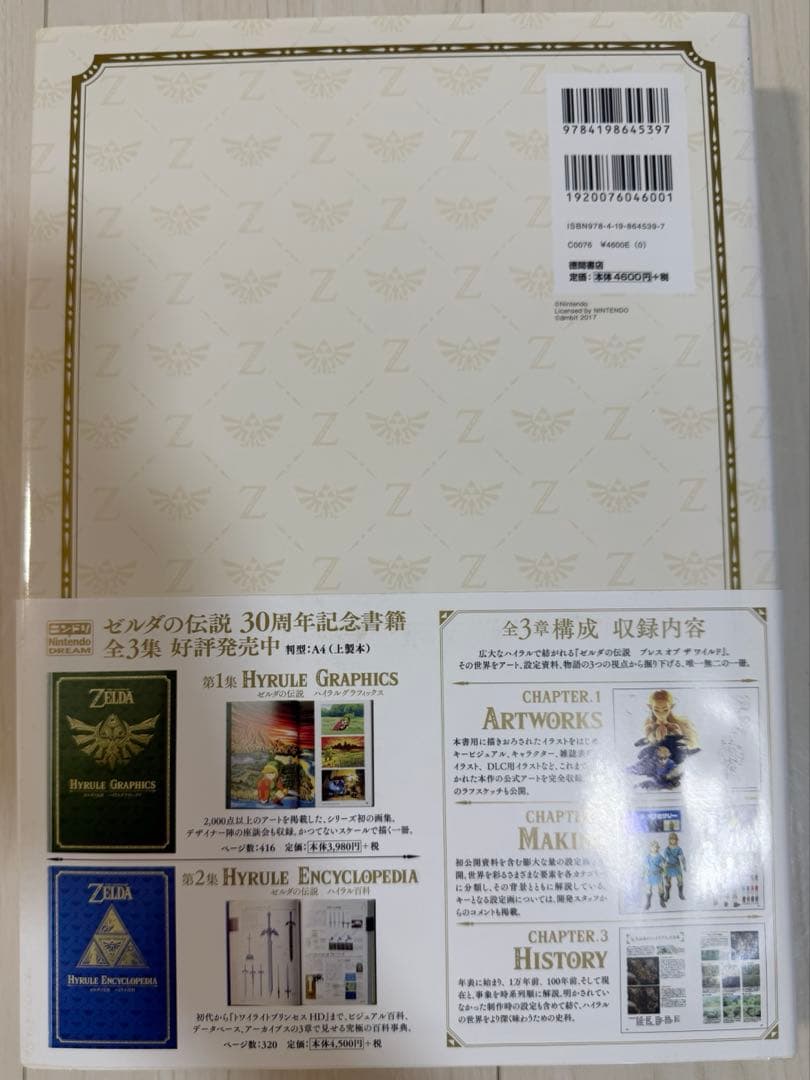 9784198645397
1920076046001
ISBN978-4-19-864539-7
C0076 ¥4600E (0)
徳間書店
定価：本体4600円+税
©Nintendo
Licensed by NINTENDO
©ambit 2017
ニンドリ
Nintendo
DREAM
ゼルダの伝説 30周年記念書籍
全3集 好評発売中 判型：A4（上製本）
第1集 HYRULE GRAPHICS
ゼルダの伝説 ハイラルグラフィックス
ZELDA
HYRULE GRAPHICS
2,000点以上のアートを掲載した、シリーズ初の画集。
デザイナー陣の座談会も収録。かつてないスケールで描く一冊。
ページ数：416 定価：本体3,980円+税
第2集 HYRULE ENCYCLOPEDIA
ゼルダの伝説 ハイラル百科
ZELDA
HYRULE ENCYCLOPEDIA
初代から『トワイライトプリンセス HD』まで、ビジュアル百科、
データベース、アーカイブスの3章で見せる究極の百科事典。
ページ数：320 定価：本体4,500円+税
全3章構成 収録内容
広大なハイラルで紡がれる『ゼルダの伝説 ブレス オブ ザ ワイルド』。
その世界をアート、設定資料、物語の3つの視点から掘り下げる、唯一無二の一冊。
CHAPTER.1
ARTWORKS
本書用に描きおろされたイラストをはじめ
キービジュアル、キャラクター、雑誌表
イラスト、DLC用イラストなど、これまで
かれた本作の公式アートを完全収録
のラフスケッチも公開。
CHAPTE
MAKIN
初公開資料を含む膨大な量の設定画
開。世界を彩るさまざまな要素を各カテゴ
に分類し、その背景とともに解説している。
キーとなる設定画については、開発スタッフか
らのコメントも掲載。
CHAPTER.3
HISTORY
年表に始まり、1万年前、100年前、そして現
在と、事象を時系列順に解説。明かされてい
なかった制作時の設定も含めて紡ぐ、ハイラル
の世界をより深く味わうための史料。